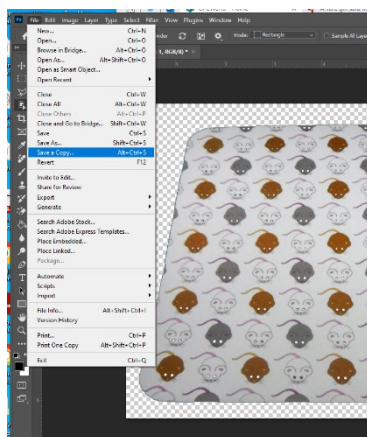 Ps File Edit Image Layer Type Select Filter View Plugins Window Help
Mode: Rectangle Sample All Laye
1, RGB/8) *
New... Ctrl+N
Open... Ctrl+O
Browse in Bridge... Alt+Ctrl+O
Open As... Alt+Shift+Ctrl+O
Open as Smart Object...
Open Recent
Close Ctrl+W
Close All Alt+Ctrl+W
Close Others Alt+Ctrl+P
Close and Go to Bridge... Shift+Ctrl+W
Save Ctrl+S
Save As... Shift+Ctrl+S
Save a Copy... Alt+Ctrl+S
Revert F12
Invite to Edit...
Share for Review
Export
Generate
Search Adobe Stock...
Search Adobe Express Templates...
Place Embedded...
Place Linked...
Package...
Automate
Scripts
Import
File Info... Alt+Shift+Ctrl+I
Version History
Print... Ctrl+P
Print One Copy Alt+Shift+Ctrl+P
Exit Ctrl+Q